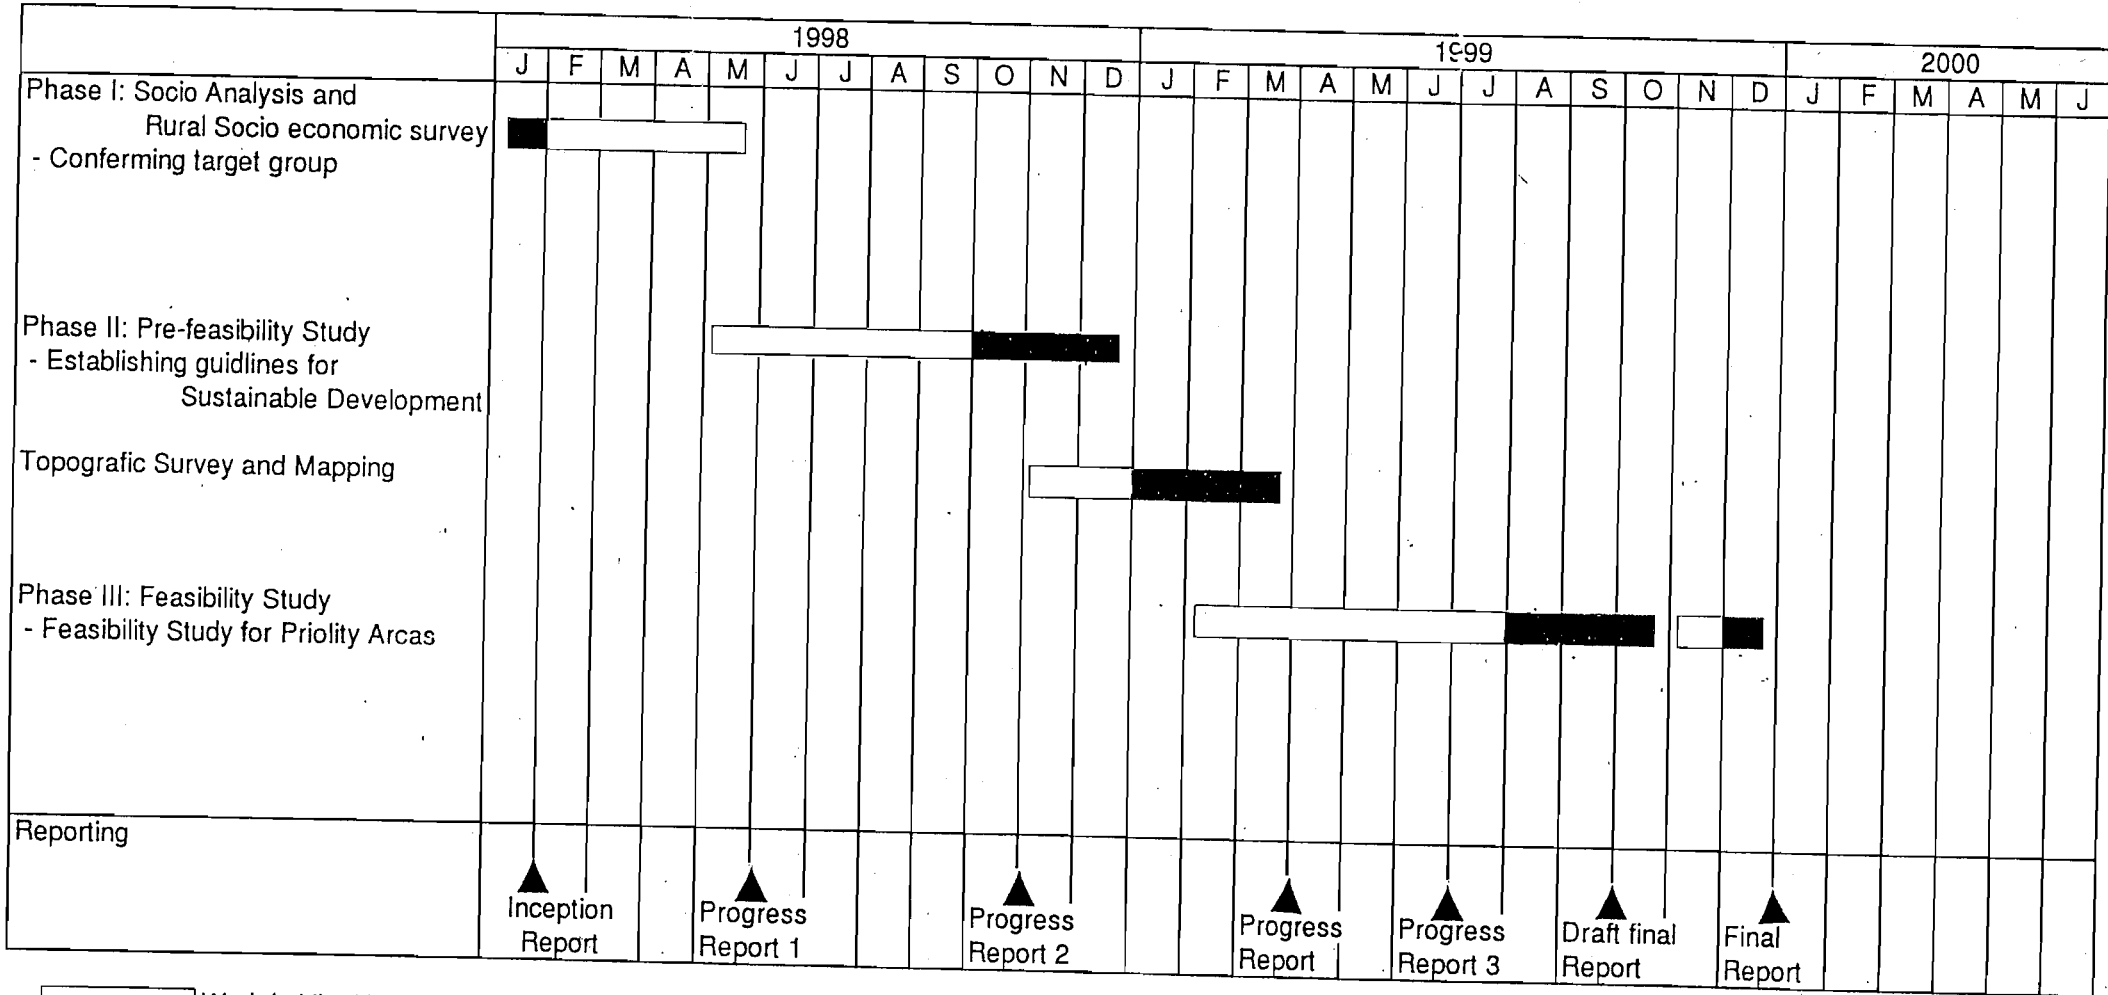 1998 1999 2000
J F M A M J J A S O N D J F M A M J J A S O N D J F M A M J
Phase I: Socio Analysis and
Rural Socio economic survey
- Conferming target group
Phase II: Pre-feasibility Study
- Establishing guidlines for
Sustainable Development
Topografic Survey and Mapping
Phase III: Feasibility Study
- Feasibility Study for Priolity Arcas
Reporting
Inception
Report
Progress
Report 1
Progress
Report 2
Progress
Report
Progress
Report 3
Draft final
Report
Final
Report